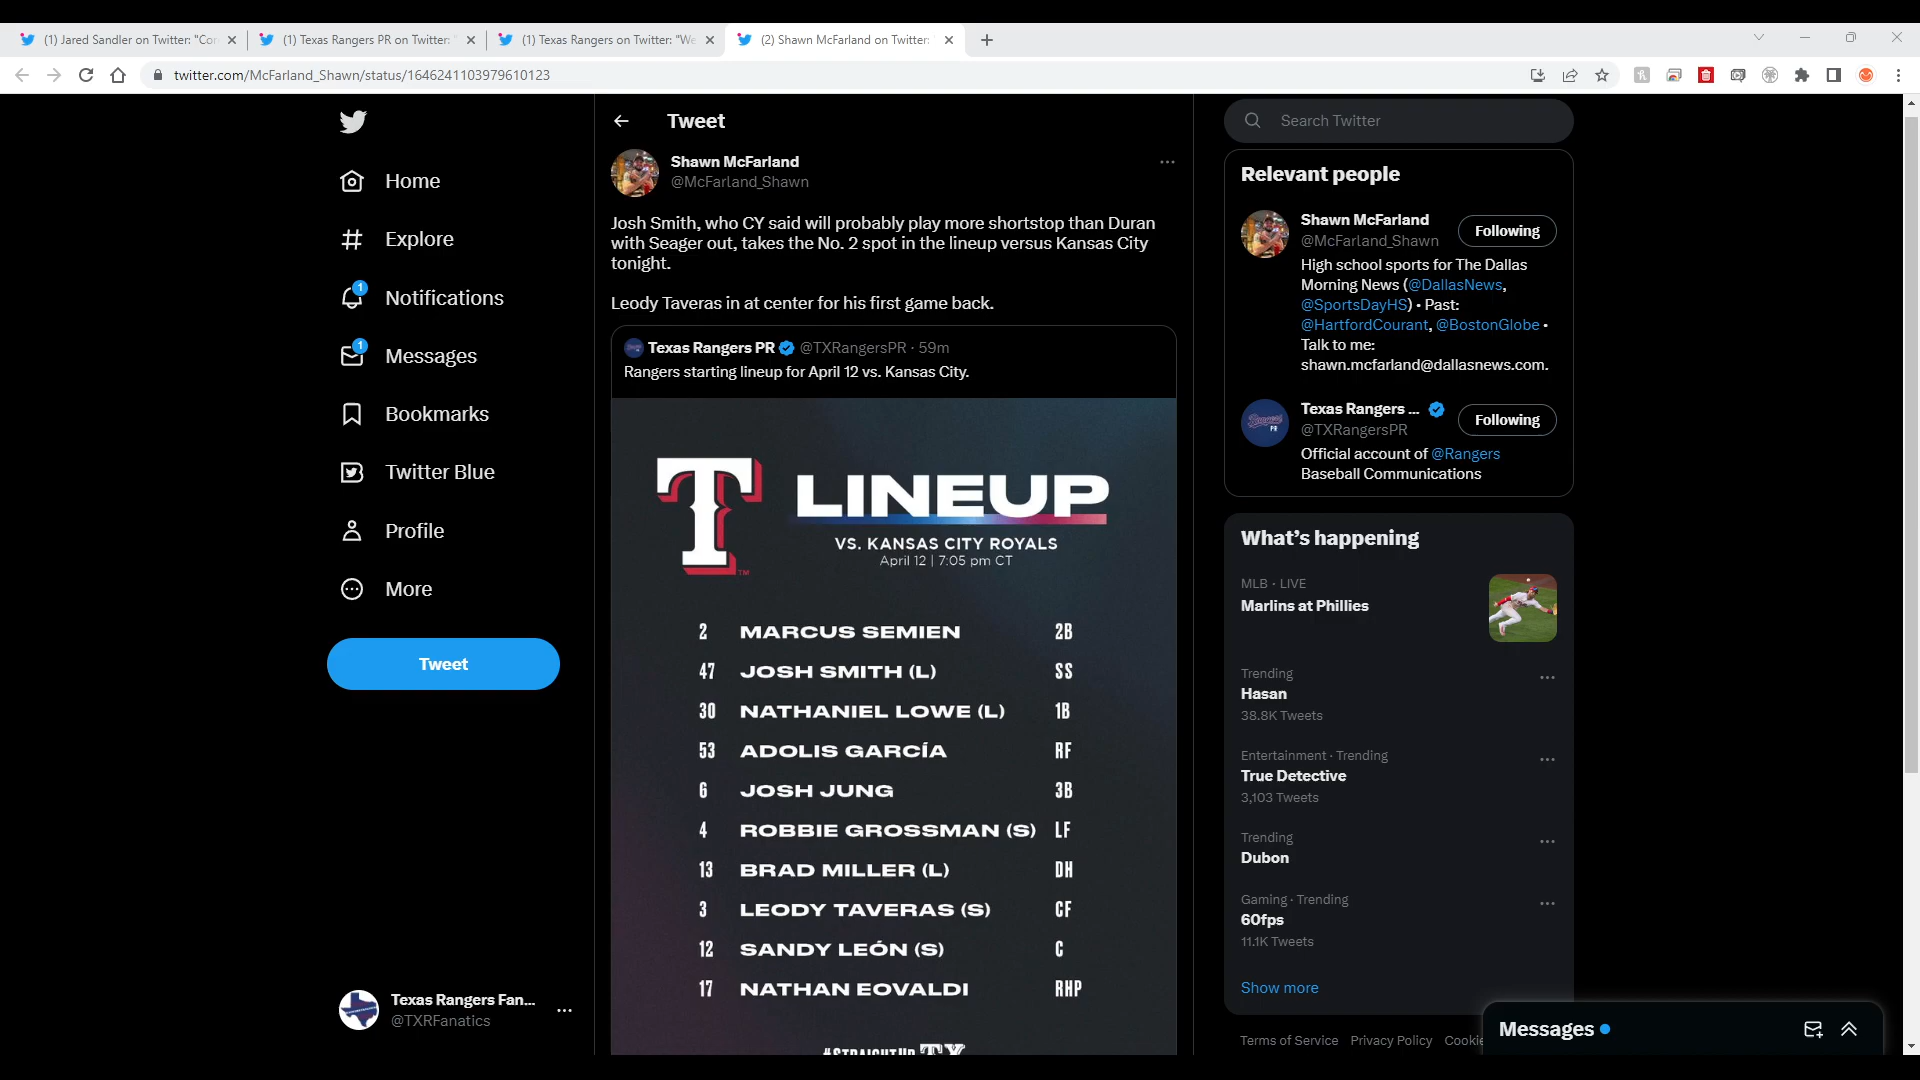 (1) Jared Sandler on Twitter: "Co
(1) Texas Rangers PR on Twitter: "
(1) Texas Rangers on Twitter: "We
(2) Shawn McFarland on Twitter:
twitter.com/McFarland_Shawn/status/1646241103979610123
Home
Explore
1
Notifications
1
Messages
Bookmarks
Twitter Blue
Profile
More
Tweet
Texas Rangers Fan...
@TXRFanatics
Tweet
Shawn McFarland
@McFarland_Shawn
Josh Smith, who CY said will probably play more shortstop than Duran
with Seager out, takes the No. 2 spot in the lineup versus Kansas City
tonight.
Leody Taveras in at center for his first game back.
Texas Rangers PR @TXRangersPR · 59m
Rangers starting lineup for April 12 vs. Kansas City.
T LINEUP
TM
VS. KANSAS CITY ROYALS
April 12 | 7:05 pm CT
2 MARCUS SEMIEN 2B
47 JOSH SMITH (L) SS
30 NATHANIEL LOWE (L) 1B
53 ADOLIS GARCÍA RF
6 JOSH JUNG 3B
4 ROBBIE GROSSMAN (S) LF
13 BRAD MILLER (L) DH
3 LEODY TAVERAS (S) CF
12 SANDY LEÓN (S) C
17 NATHAN EOVALDI RHP
#STRAIGHTUP TX
Search Twitter
Relevant people
Shawn McFarland
@McFarland_Shawn
Following
High school sports for The Dallas
Morning News (@DallasNews,
@SportsDayHS) • Past:
@HartfordCourant, @BostonGlobe •
Talk to me:
shawn.mcfarland@dallasnews.com.
Texas Rangers ...
@TXRangersPR
Following
Official account of @Rangers
Baseball Communications
What's happening
MLB · LIVE
Marlins at Phillies
Trending
Hasan
38.8K Tweets
Entertainment · Trending
True Detective
3,103 Tweets
Trending
Dubon
Gaming · Trending
60fps
11.1K Tweets
Show more
Terms of Service Privacy Policy Cookie
Messages